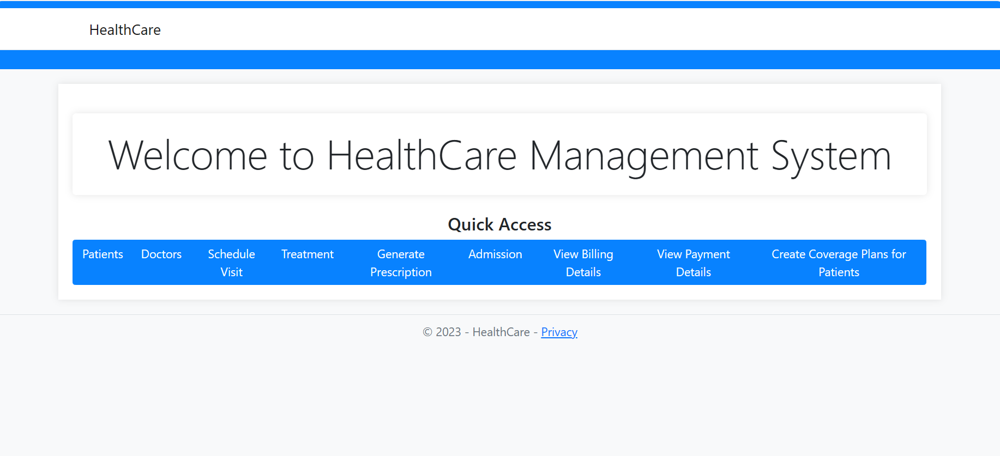 HealthCare
Welcome to HealthCare Management System
Quick Access
Patients
Doctors
Schedule
Visit
Treatment
Generate
Prescription
Admission
View Billing
Details
View Payment
Details
Create Coverage Plans for
Patients
© 2023 - HealthCare - Privacy